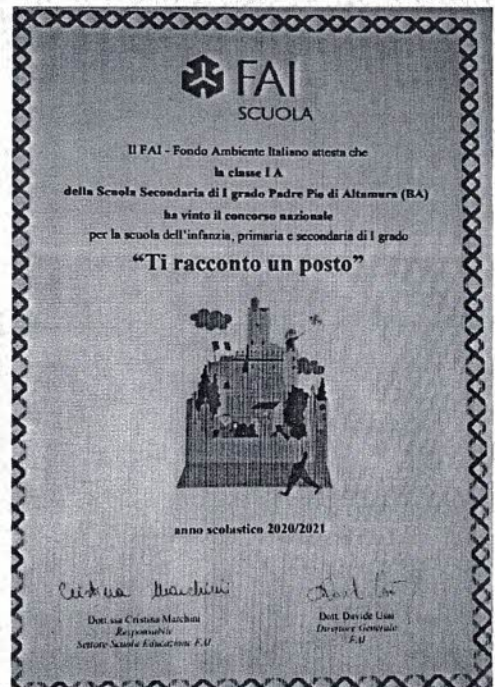 FAI
SCUOLA
Il FAI - Fondo Ambiente Italiano attesta che
la classe I A
della Scuola Secondaria di I grado Padre Pio di Altamura (BA)
ha vinto il concorso nazionale
per la scuola dell'infanzia, primaria e secondaria di I grado
“Ti racconto un posto”
anno scolastico 2020/2021
Cristina Marchini
Dott.ssa Cristina Marchini
Responsabile
Settore Scuola Educazione FAI
Dott. Davide Usai
Direttore Generale
FAI